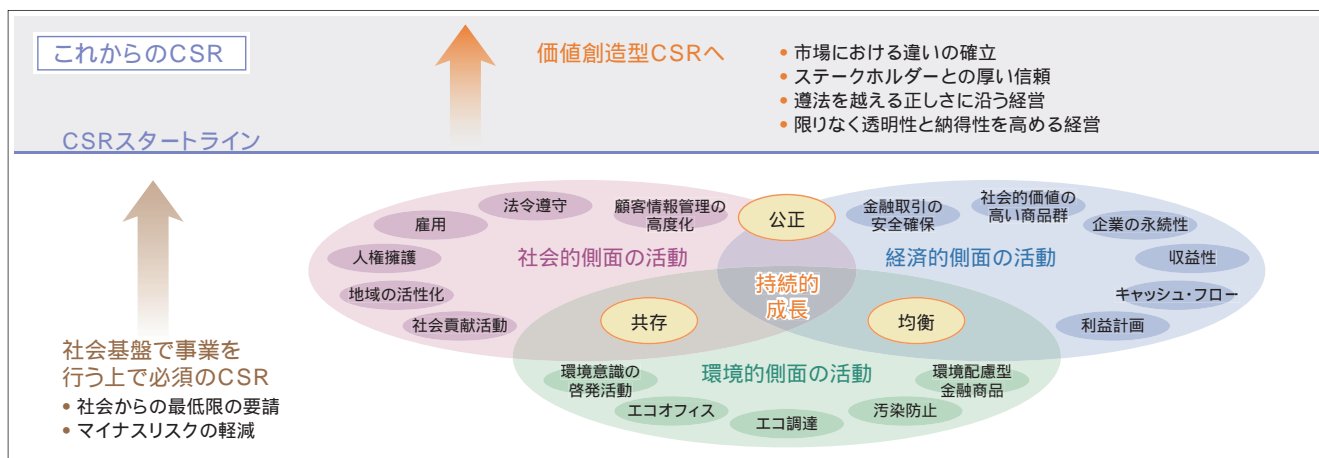 これからのCSR
価値創造型CSRへ
• 市場における違いの確立
• ステークホルダーとの厚い信頼
• 遵法を越える正しさに沿う経営
• 限りなく透明性と納得性を高める経営
CSRスタートライン
社会基盤で事業を
行う上で必須のCSR
• 社会からの最低限の要請
• マイナスリスクの軽減
社会的側面の活動
法令遵守
顧客情報管理の
高度化
雇用
人権擁護
地域の活性化
社会貢献活動
公正
経済的側面の活動
金融取引の
安全確保
社会的価値の
高い商品群
企業の永続性
収益性
キャッシュ・フロー
利益計画
持続的
成長
共存
均衡
環境的側面の活動
環境意識の
啓発活動
エコオフィス
エコ調達
汚染防止
環境配慮型
金融商品